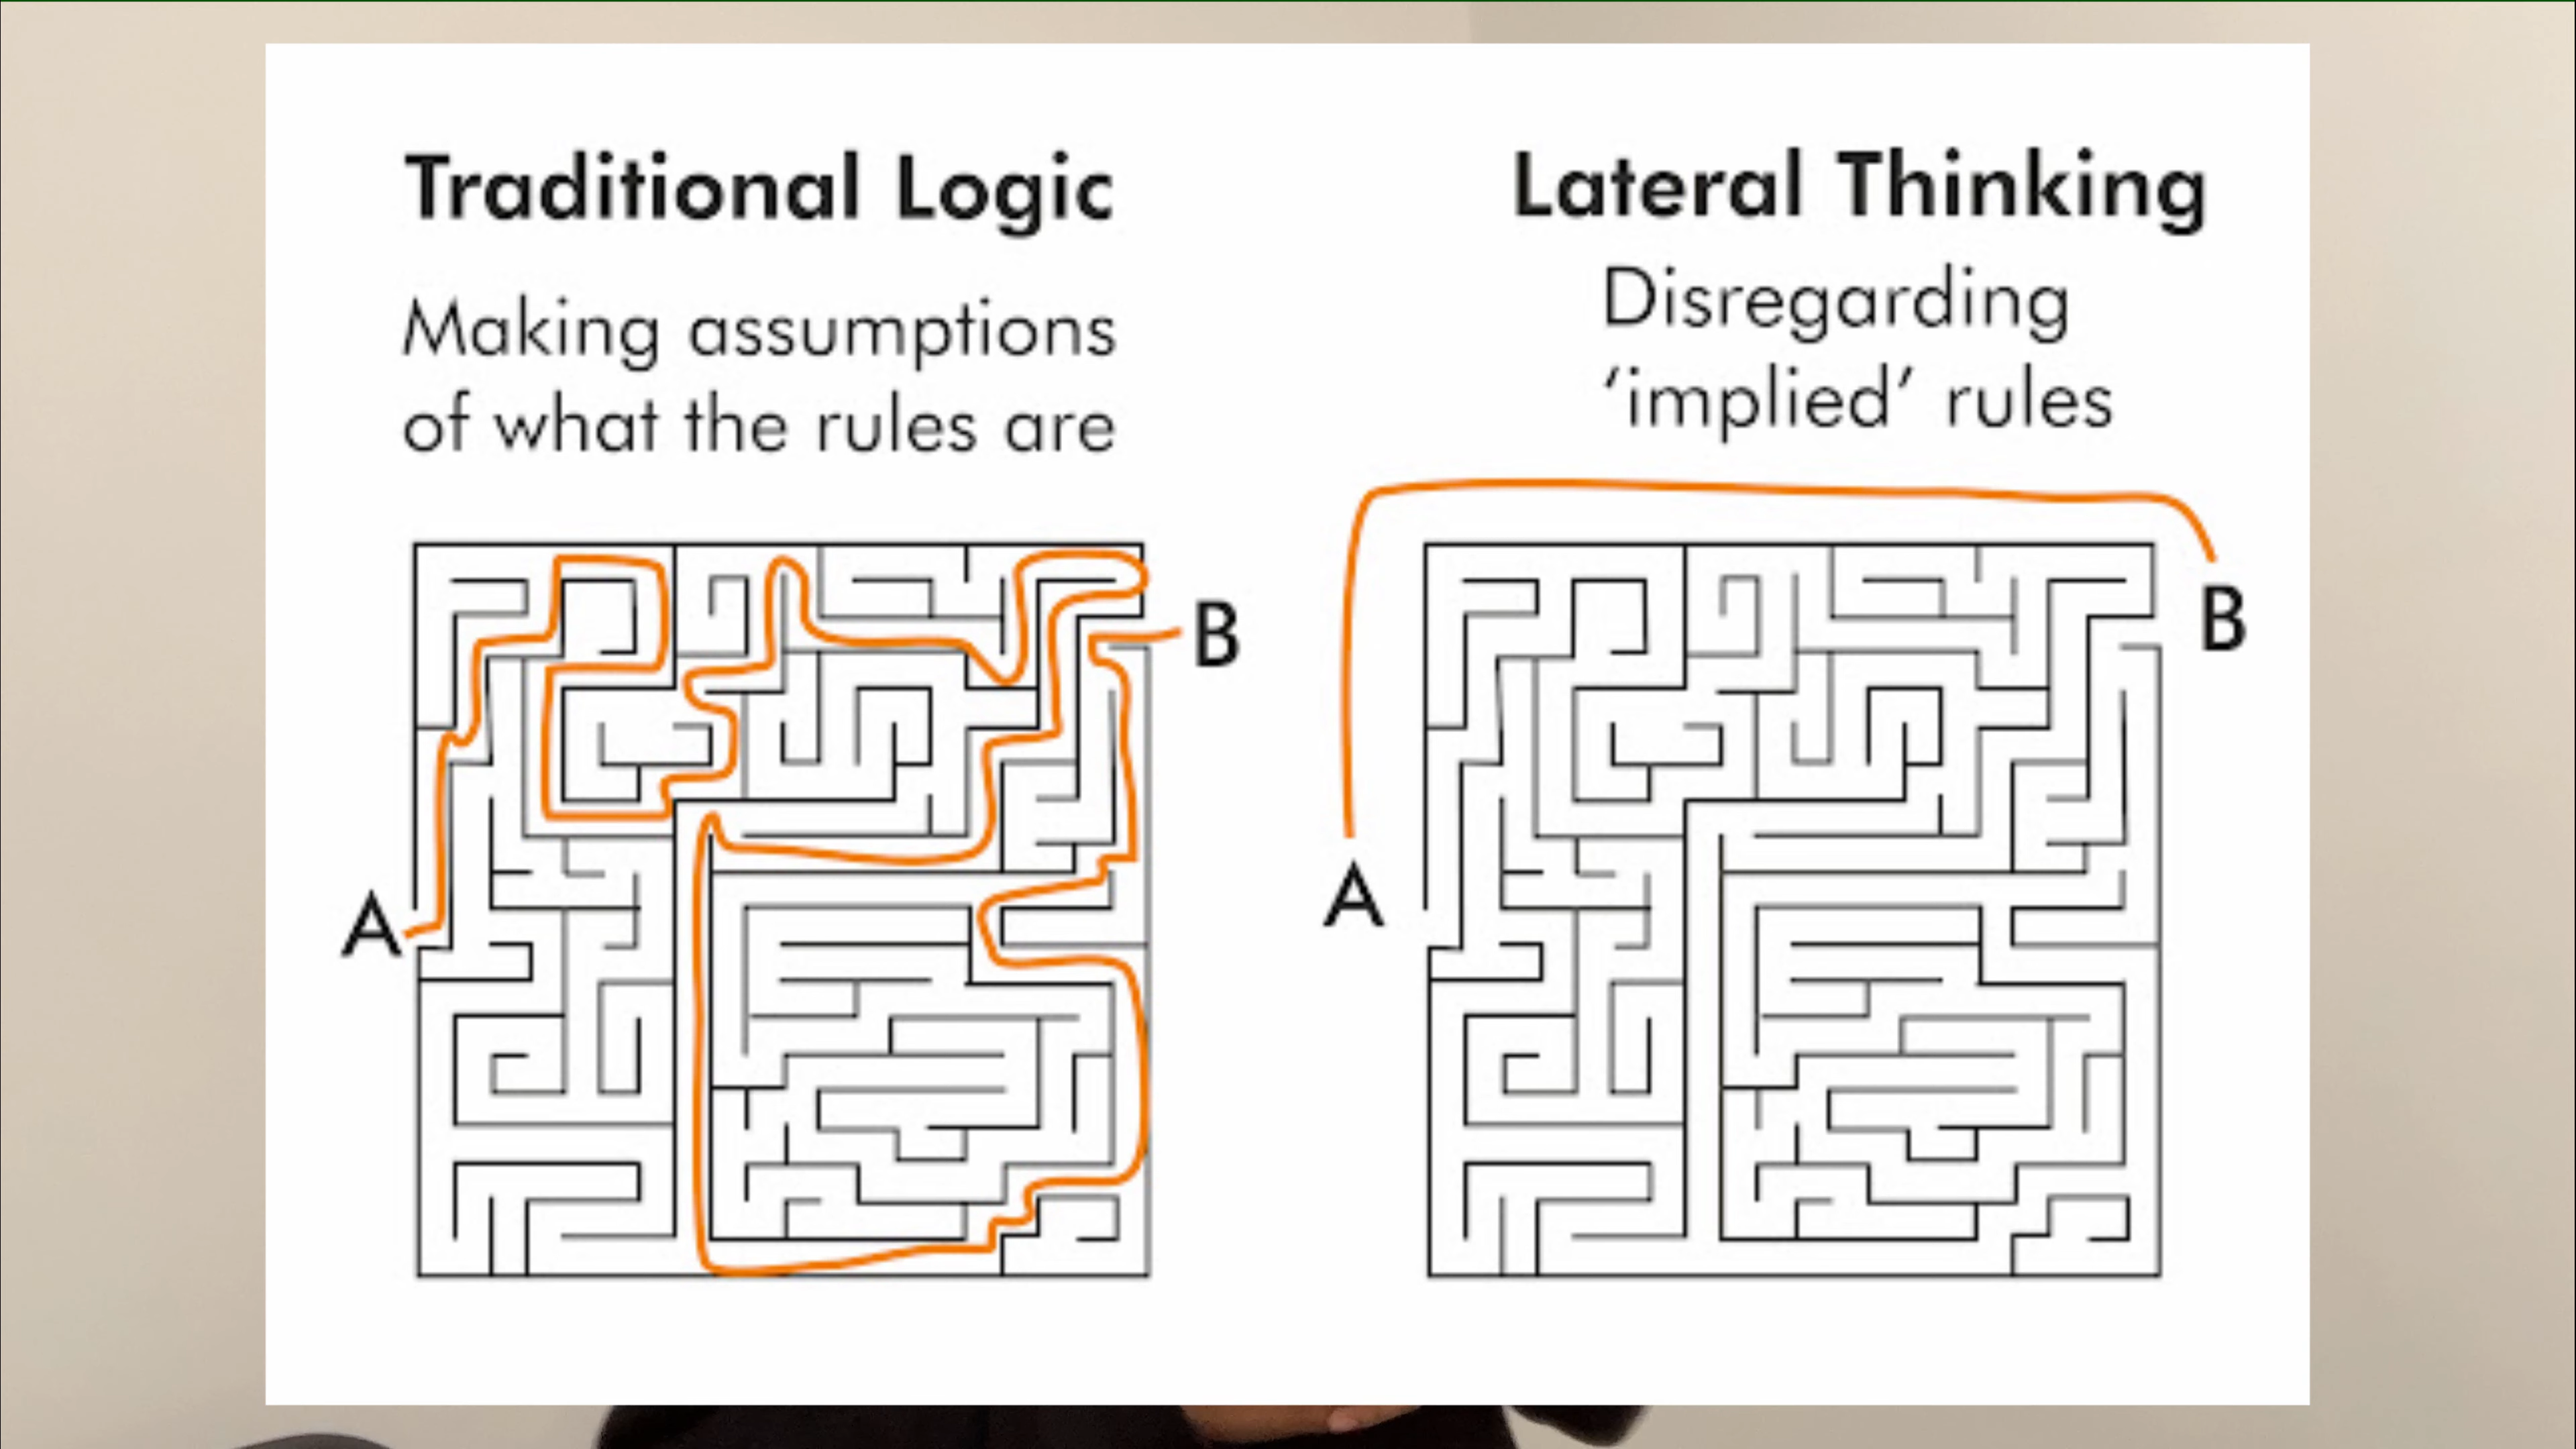 Traditional Logic
Making assumptions
of what the rules are
A
B
Lateral Thinking
Disregarding
‘implied’ rules
A
B